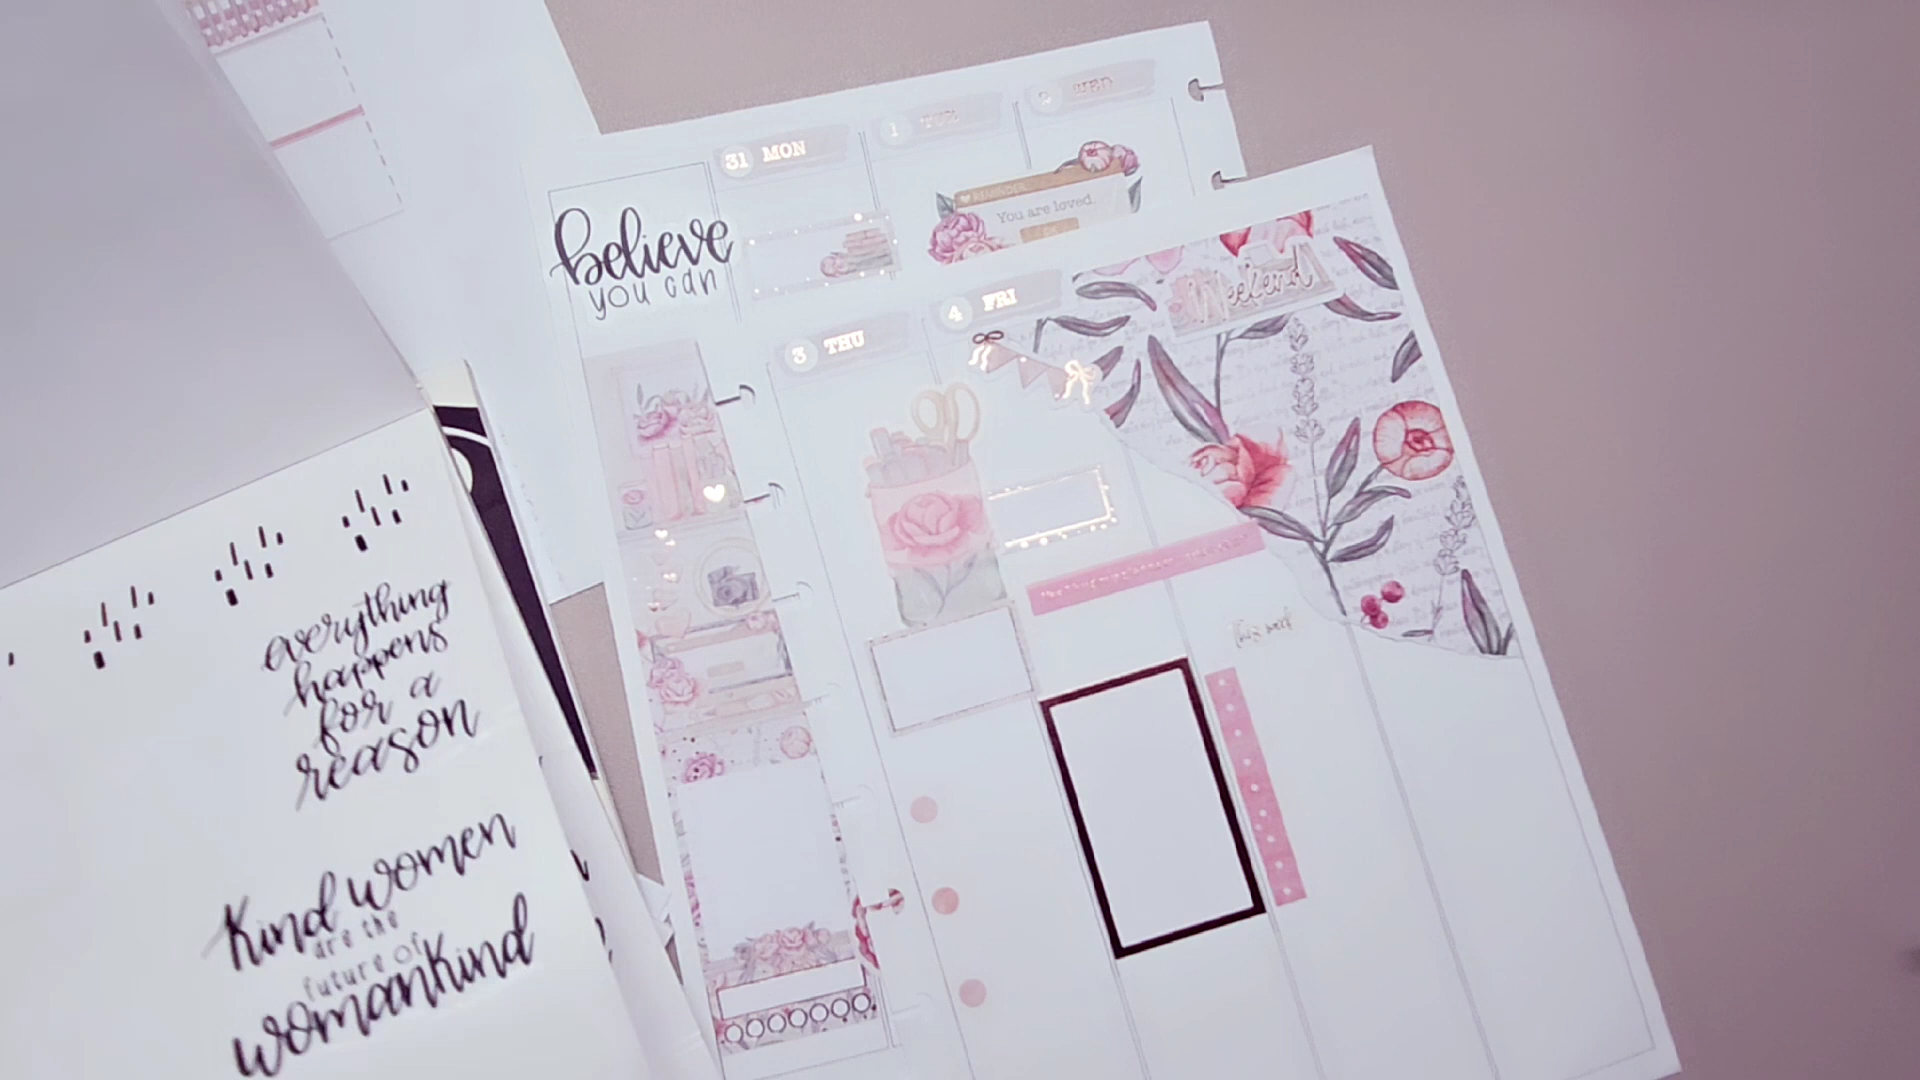 31 MON
1 TUE
2 WED
believe
you can
REMINDER
You are loved.
3 THU
4 FRI
Weekend
This week
everything
happens
for a
reason
Kind women
are the
future of
womankind